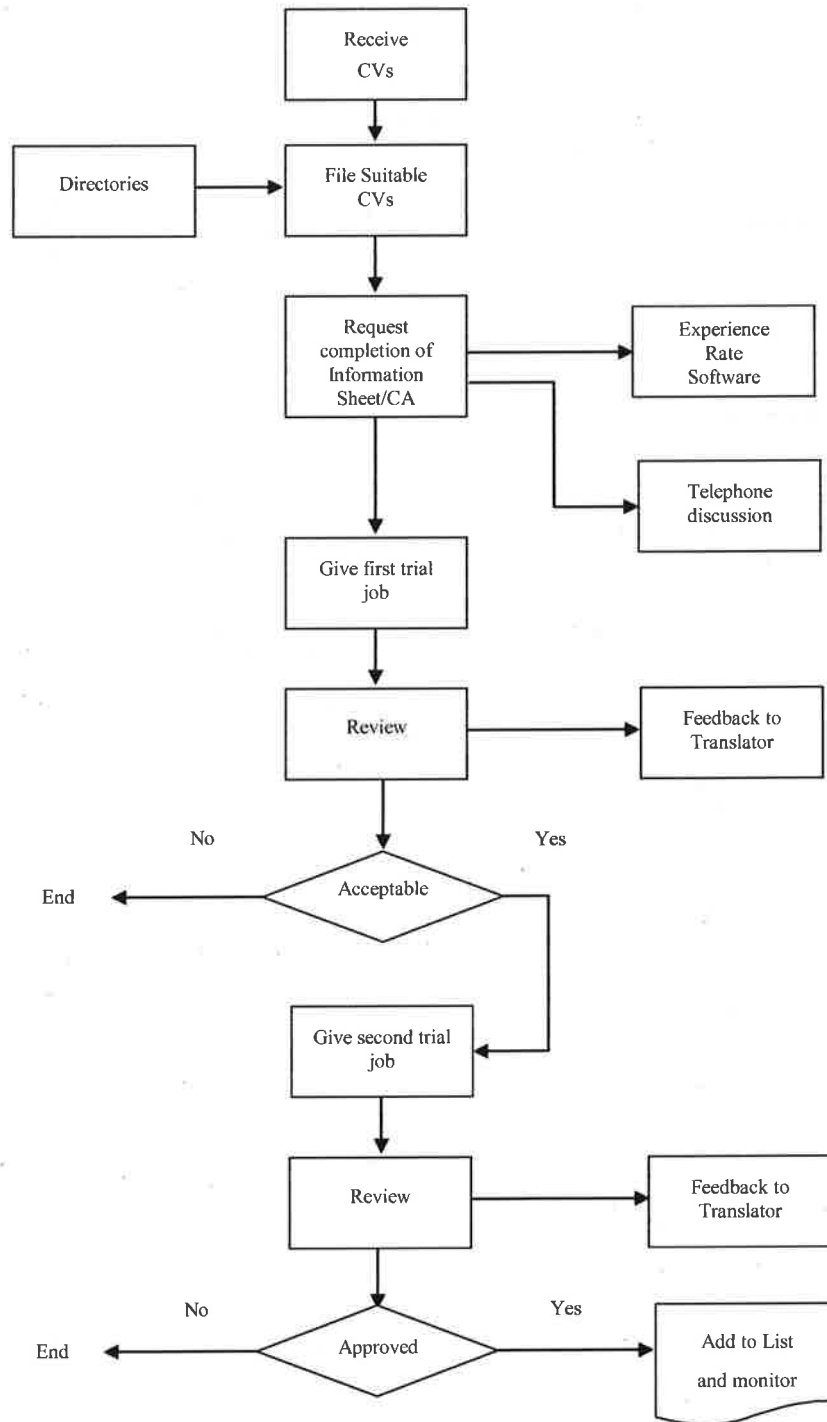 Receive
CVs
Directories
File Suitable
CVs
Request
completion of
Information
Sheet/CA
Experience
Rate
Software
Telephone
discussion
Give first trial
job
Review
Feedback to
Translator
No
Yes
Acceptable
End
Give second trial
job
Review
Feedback to
Translator
No
Yes
Approved
End
Add to List
and monitor